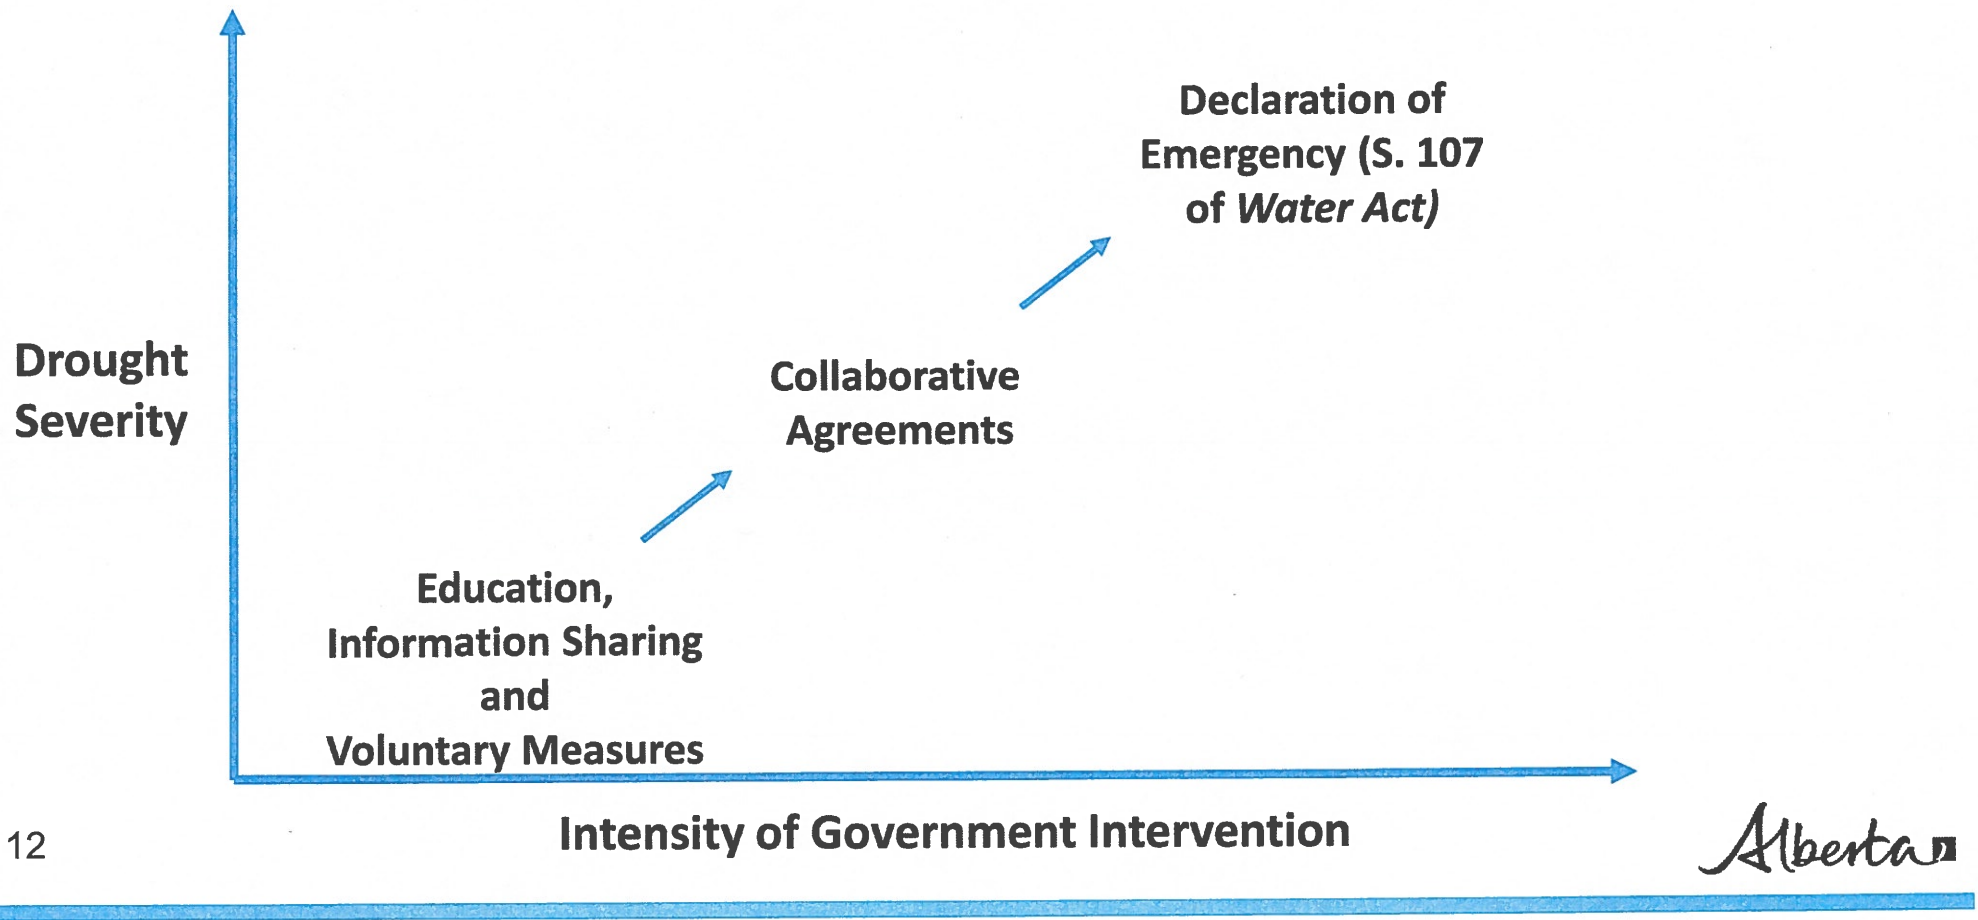 Declaration of
Emergency (S. 107
of Water Act)
Drought
Severity
Collaborative
Agreements
Education,
Information Sharing
and
Voluntary Measures
Intensity of Government Intervention
12
Alberta